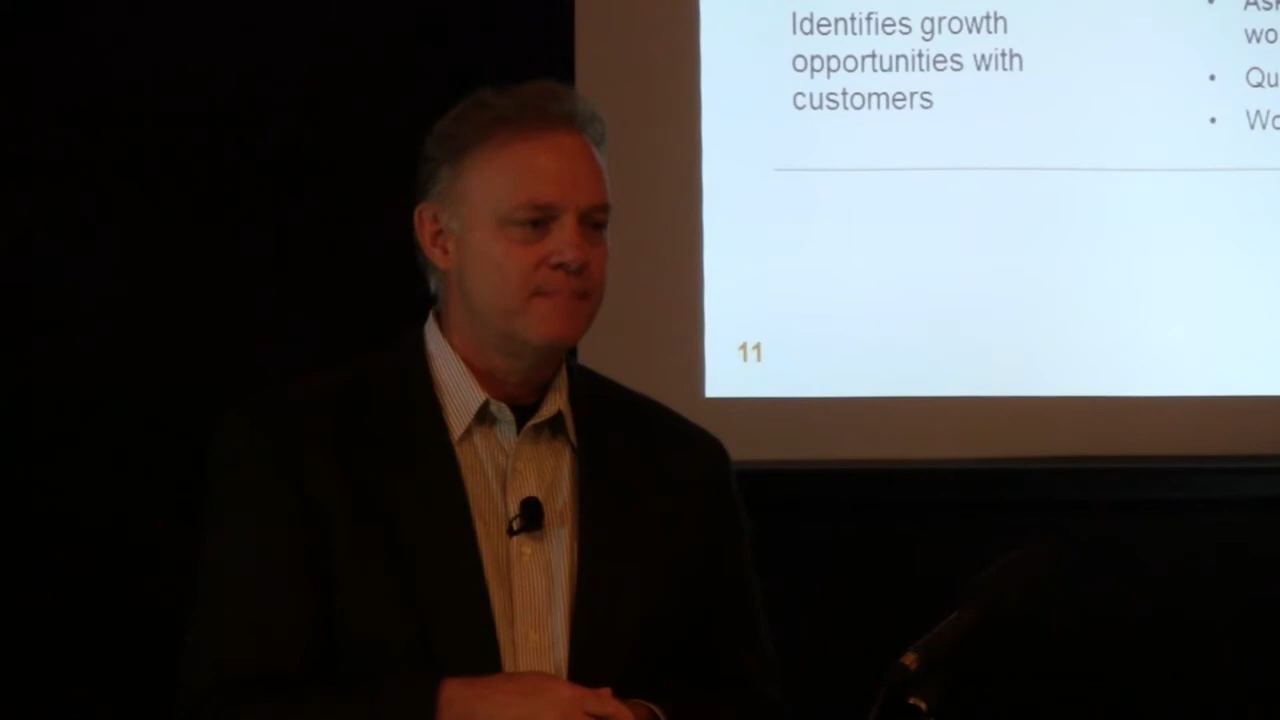 Identifies growth
opportunities with
customers
11